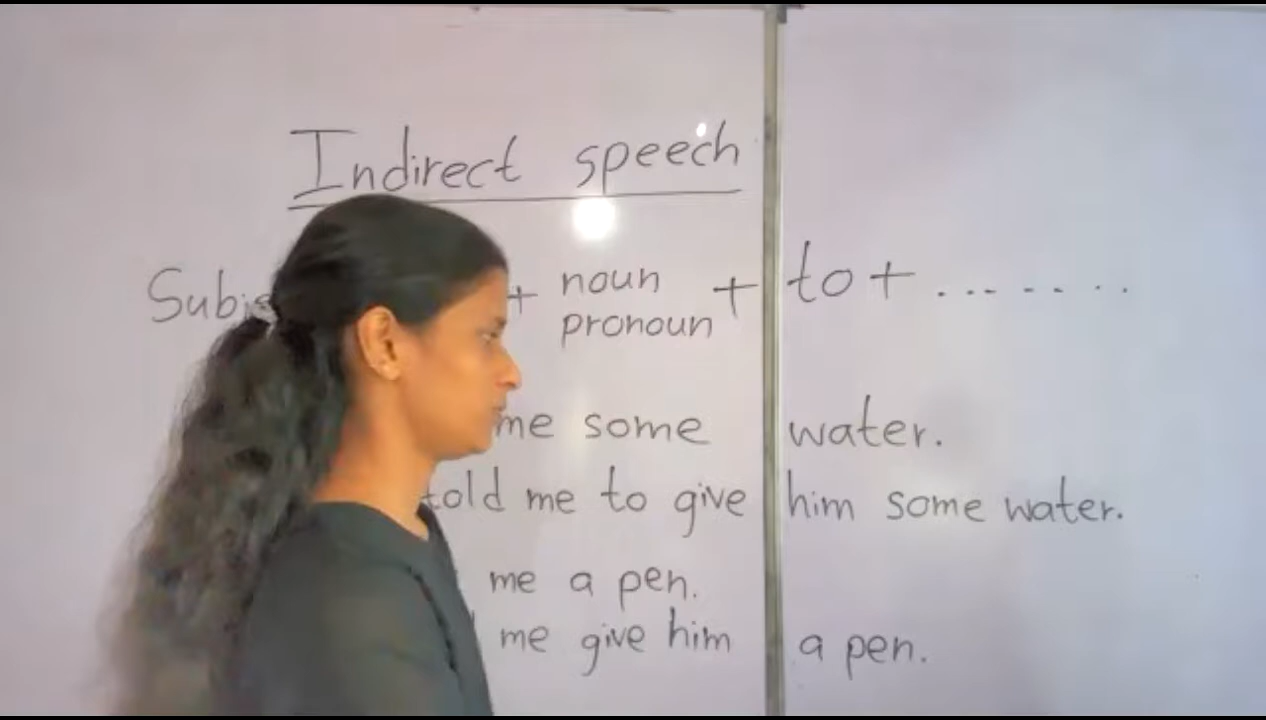 Indirect speech
+ noun + to + ........
pronoun
me some water.
told me to give him some water.
me a pen.
me give him a pen.